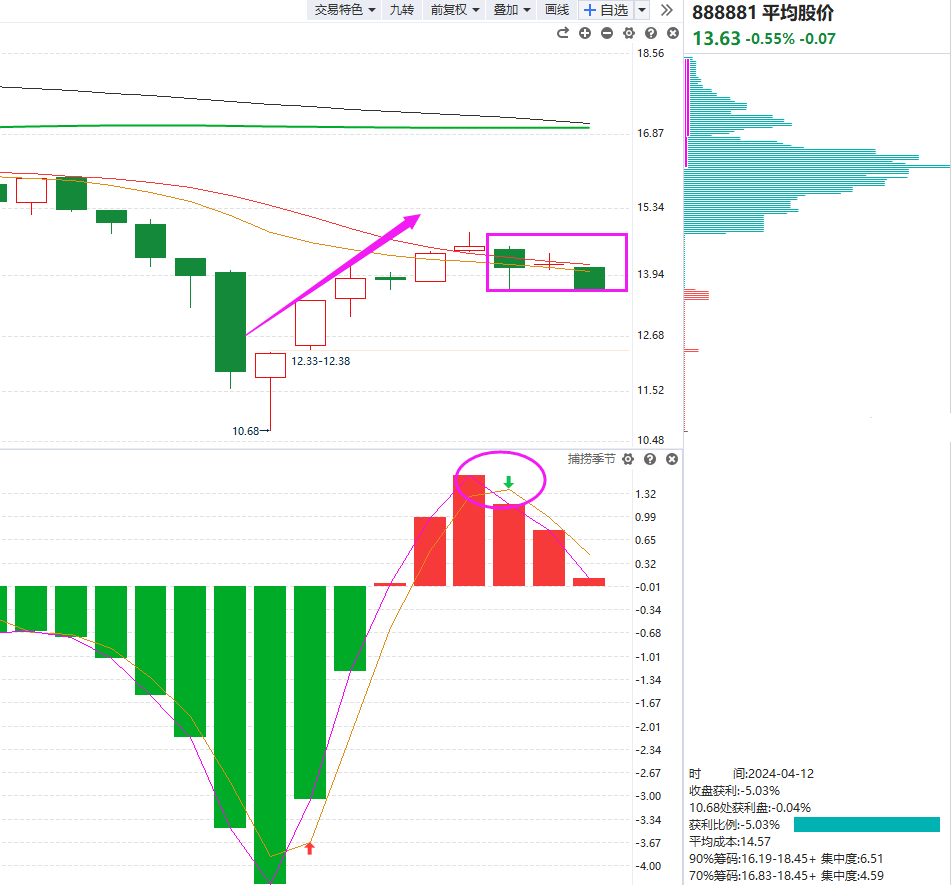 交易特色 九转 前复权 叠加 画线 自选
888881 平均股价
13.63 -0.55% -0.07
18.56
16.87
15.34
13.94
12.68
12.33-12.38
11.52
10.68
10.48
捕捞季节
1.32
0.99
0.65
0.32
-0.01
-0.34
-0.68
-1.01
-1.34
-1.67
-2.01
-2.34
-2.67
-3.00
-3.34
-3.67
-4.00
时 间:2024-04-12
收盘获利:-5.03%
10.68处获利盘:-0.04%
获利比例:-5.03%
平均成本:14.57
90%筹码:16.19-18.45+ 集中度:6.51
70%筹码:16.83-18.45+ 集中度:4.59